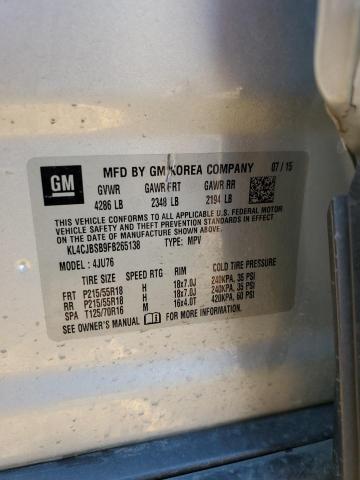 GM
MFD BY GM KOREA COMPANY 07 / 15
GVWR GAWR FRT GAWR RR
4286 LB 2348 LB 2194 LB
THIS VEHICLE CONFORMS TO ALL APPLICABLE U.S. FEDERAL MOTOR
VEHICLE SAFETY, BUMPER, AND THEFT PREVENTION STANDARDS IN
EFFECT ON THE DATE OF MANUFACTURE SHOWN ABOVE.
KL4CJBSB9FB265138 TYPE: MPV
MODEL : 4JU76
TIRE SIZE SPEED RTG RIM COLD TIRE PRESSURE
FRT P215/55R18 H 18x7.0J 240KPA, 35 PSI
RR P215/55R18 H 18x7.0J 240KPA, 35 PSI
SPA T125/70R16 M 16x4.0T 420KPA, 60 PSI
SEE OWNER'S MANUAL FOR MORE INFORMATION.